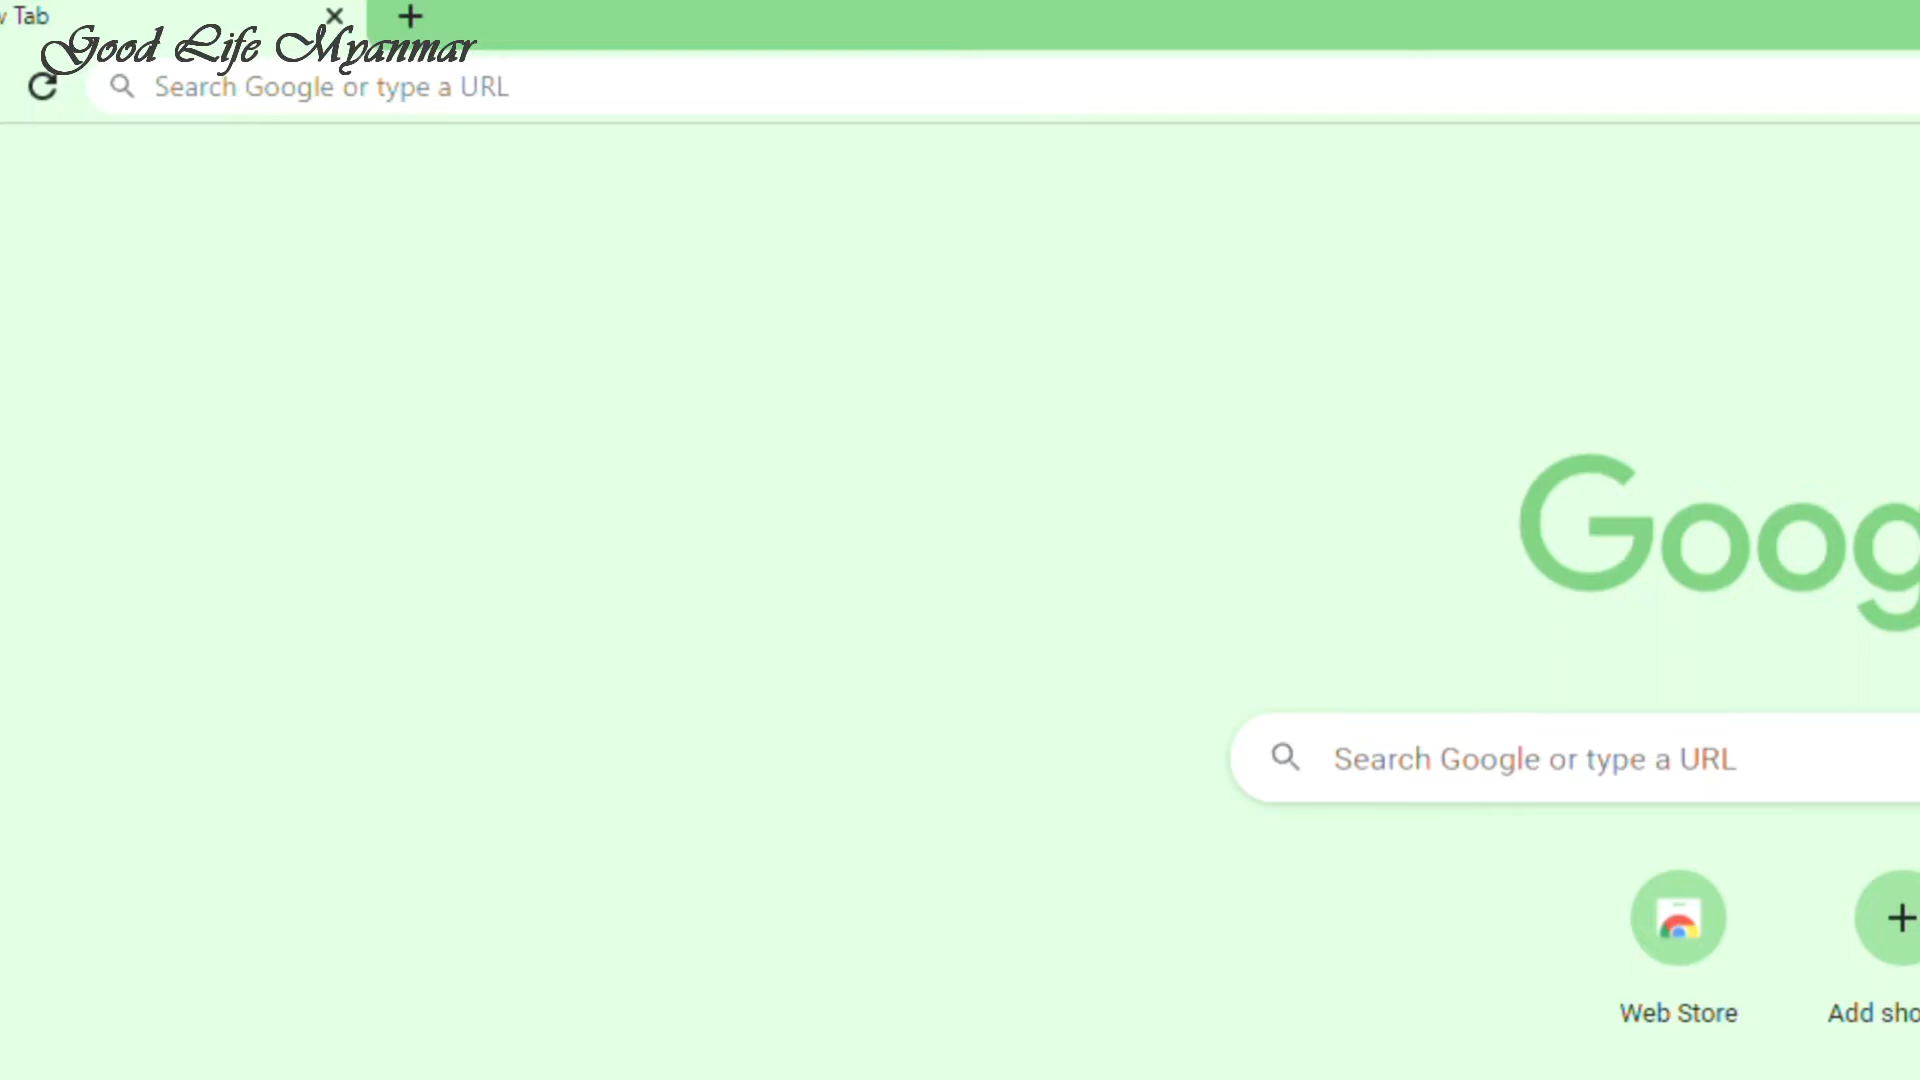 Tab
Good Life Myanmar
Search Google or type a URL
Goog
Search Google or type a URL
Web Store
Add sho